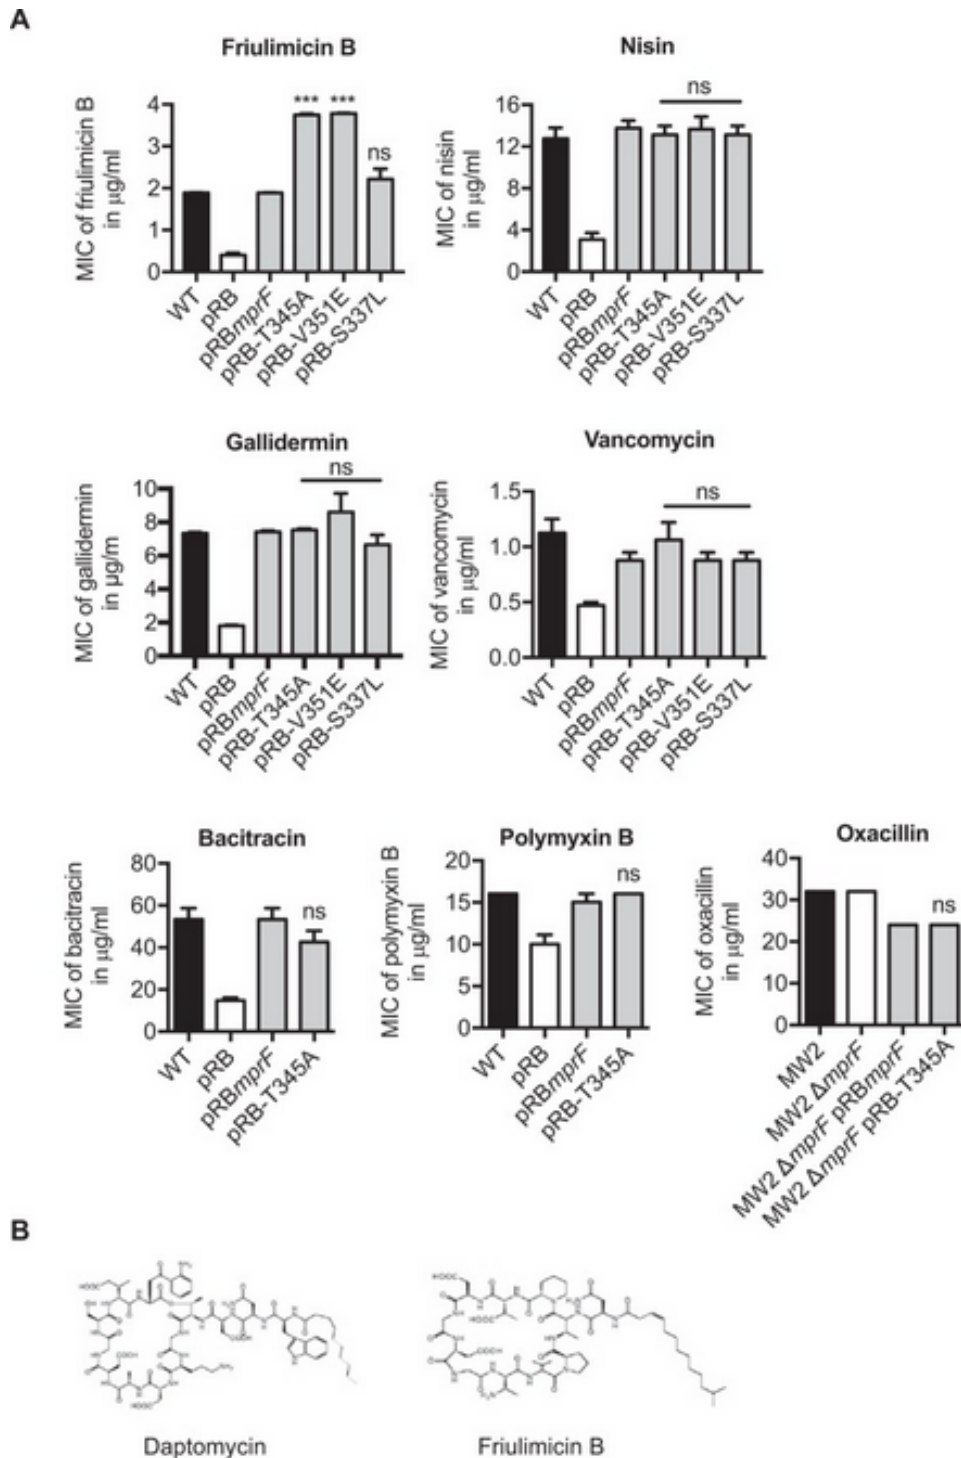 A
Friulimicin B
MIC of friulimicin B
in µg/ml
4
3
2
1
0
*** ***
ns
WT
pRB
pRBmprF
pRB-T345A
pRB-V351E
pRB-S337L
Nisin
MIC of nisin
in µg/ml
16
12
8
4
0
ns
WT
pRB
pRBmprF
pRB-T345A
pRB-V351E
pRB-S337L
Gallidermin
MIC of gallidermin
in µg/m
10
8
6
4
2
0
ns
WT
pRB
pRBmprF
pRB-T345A
pRB-V351E
pRB-S337L
Vancomycin
MIC of vancomycin
in µg/ml
1.5
1.0
0.5
0.0
ns
WT
pRB
pRBmprF
pRB-T345A
pRB-V351E
pRB-S337L
Bacitracin
MIC of bacitracin
in µg/ml
80
60
40
20
0
ns
WT
pRB
pRBmprF
pRB-T345A
Polymyxin B
MIC of polymyxin B
in µg/ml
20
15
10
5
0
ns
WT
pRB
pRBmprF
pRB-T345A
Oxacillin
MIC of oxacillin
in µg/ml
40
30
20
10
0
ns
MW2
MW2 ΔmprF
MW2 ΔmprF pRBmprF
MW2 ΔmprF pRB-T345A
B
Daptomycin
Friulimicin B